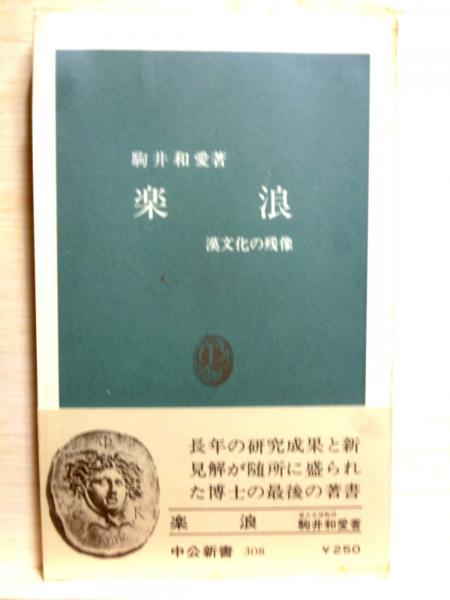 駒井和愛著
楽浪
漢文化の残像
長年の研究成果と新
見解が随所に盛られ
た博士の最後の著書
楽浪
駒井和愛著
中公新書 308
¥250